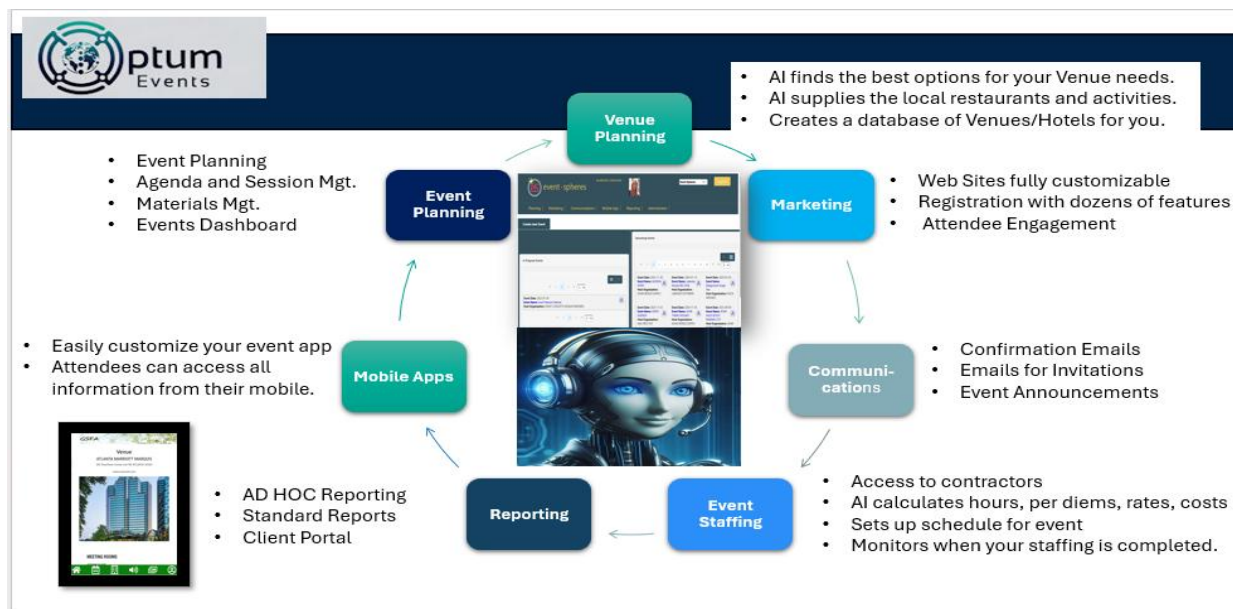 Optum
Events
Venue
Planning
• AI finds the best options for your Venue needs.
• AI supplies the local restaurants and activities.
• Creates a database of Venues/Hotels for you.
Marketing
• Web Sites fully customizable
• Registration with dozens of features
• Attendee Engagement
Communi-
cations
• Confirmation Emails
• Emails for Invitations
• Event Announcements
Event
Staffing
• Access to contractors
• AI calculates hours, per diems, rates, costs
• Sets up schedule for event
• Monitors when your staffing is completed.
Reporting
• AD HOC Reporting
• Standard Reports
• Client Portal
Mobile Apps
• Easily customize your event app
• Attendees can access all
information from their mobile.
Event
Planning
• Event Planning
• Agenda and Session Mgt.
• Materials Mgt.
• Events Dashboard
event-spheres
Venue
ATLANTA MARRIOTT MARQUIS
MEETING ROOMS